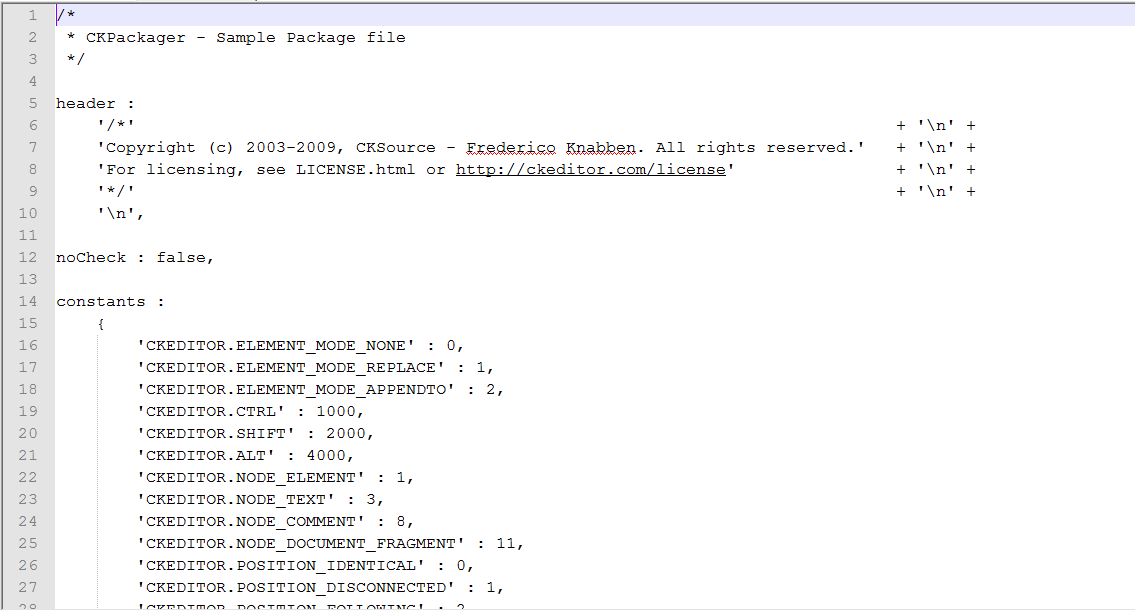 1 /*
2  * CKPackager - Sample Package file
3  */
4
5 header :
6     '/*'                                                                            + '\n' +
7     'Copyright (c) 2003-2009, CKSource - Frederico Knabben. All rights reserved.'   + '\n' +
8     'For licensing, see LICENSE.html or http://ckeditor.com/license'                + '\n' +
9     '*/'                                                                            + '\n' +
10     '\n',
11
12 noCheck : false,
13
14 constants :
15     {
16         'CKEDITOR.ELEMENT_MODE_NONE' : 0,
17         'CKEDITOR.ELEMENT_MODE_REPLACE' : 1,
18         'CKEDITOR.ELEMENT_MODE_APPENDTO' : 2,
19         'CKEDITOR.CTRL' : 1000,
20         'CKEDITOR.SHIFT' : 2000,
21         'CKEDITOR.ALT' : 4000,
22         'CKEDITOR.NODE_ELEMENT' : 1,
23         'CKEDITOR.NODE_TEXT' : 3,
24         'CKEDITOR.NODE_COMMENT' : 8,
25         'CKEDITOR.NODE_DOCUMENT_FRAGMENT' : 11,
26         'CKEDITOR.POSITION_IDENTICAL' : 0,
27         'CKEDITOR.POSITION_DISCONNECTED' : 1,
28         'CKEDITOR.POSITION_FOLLOWING' : 2